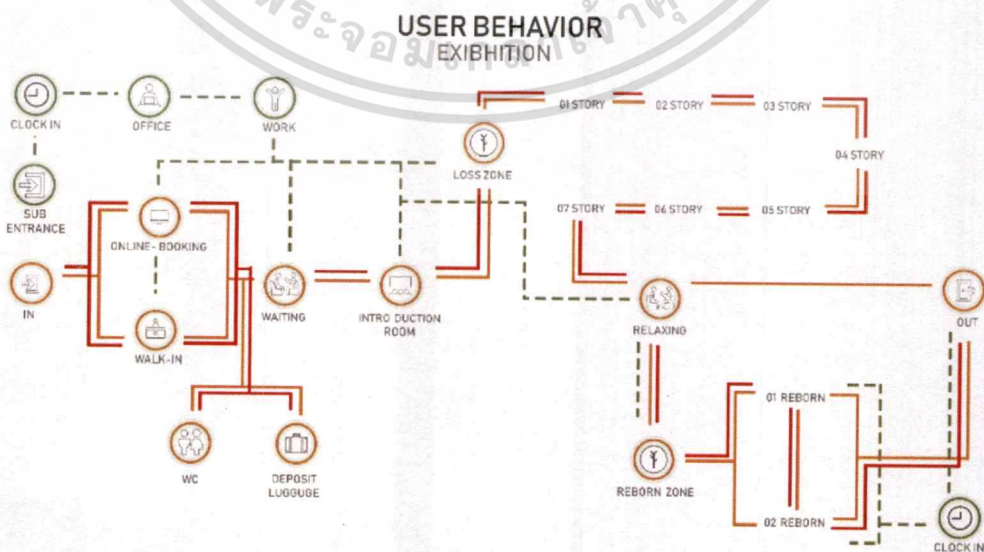 USER BEHAVIOR
EXIBHITION
CLOCK IN
OFFICE
WORK
SUB
ENTRANCE
IN
ONLINE-BOOKING
WALK-IN
WC
DEPOSIT
LUGGUGE
WAITING
INTRO DUCTION
ROOM
LOSS ZONE
01 STORY
02 STORY
03 STORY
04 STORY
05 STORY
06 STORY
07 STORY
RELAXING
OUT
REBORN ZONE
01 REBORN
02 REBORN
CLOCK IN